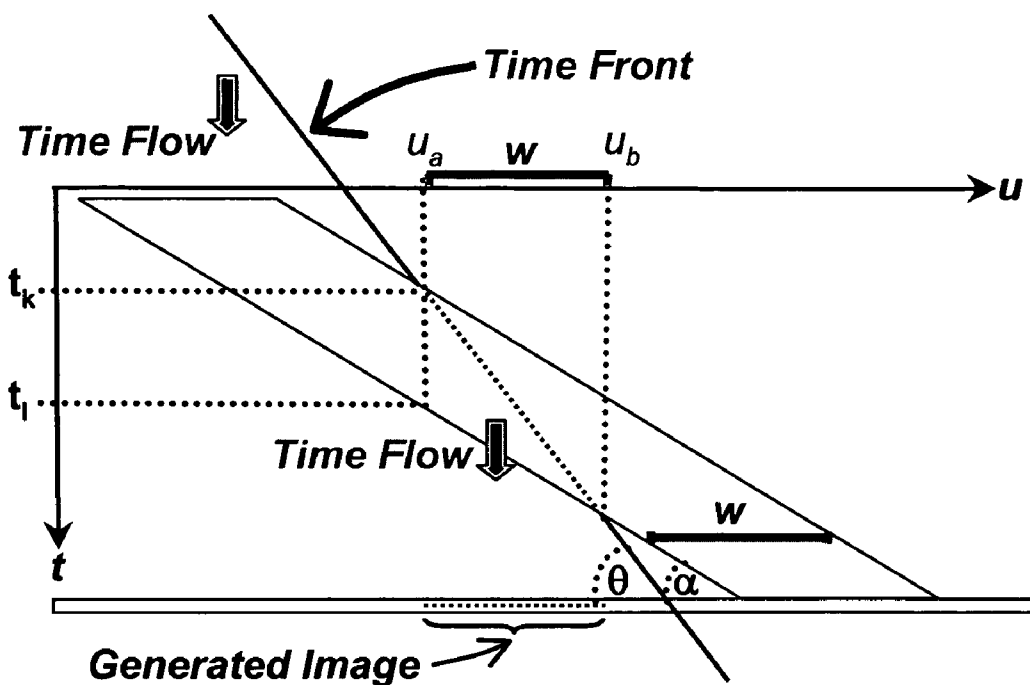 Time Front
Time Flow
u_a w u_b
u
t_k
t_l
Time Flow
w
t
θ α
Generated Image